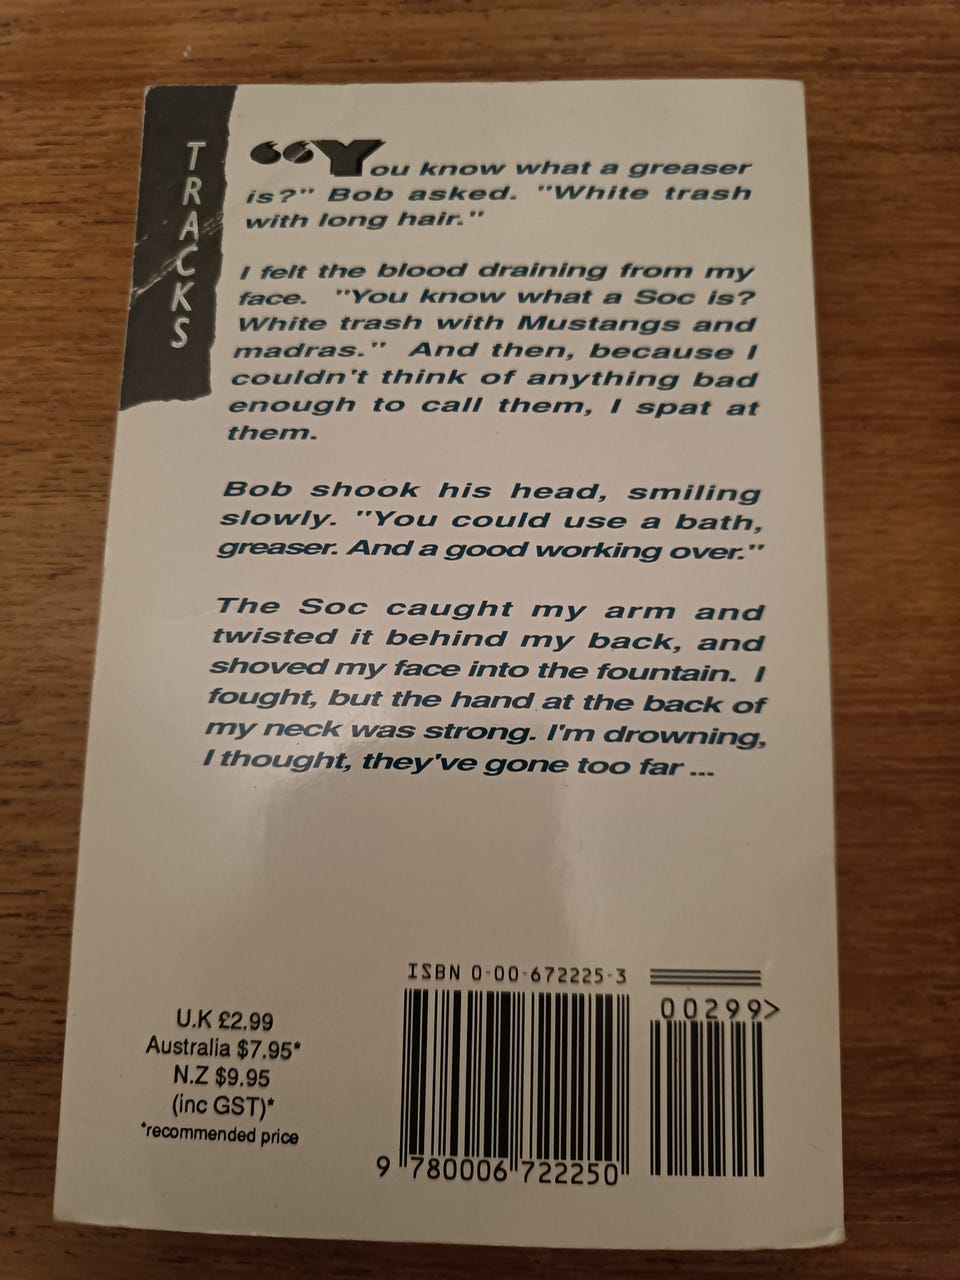 TRACKS
“You know what a greaser
is?" Bob asked. "White trash
with long hair."
I felt the blood draining from my
face. "You know what a Soc is?
White trash with Mustangs and
madras." And then, because I
couldn't think of anything bad
enough to call them, I spat at
them.
Bob shook his head, smiling
slowly. "You could use a bath,
greaser. And a good working over."
The Soc caught my arm and
twisted it behind my back, and
shoved my face into the fountain. I
fought, but the hand at the back of
my neck was strong. I'm drowning,
I thought, they've gone too far ...
ISBN 0-00-672225-3
00299>
U.K £2.99
Australia $7.95*
N.Z $9.95
(inc GST)*
*recommended price
9 780006 722250